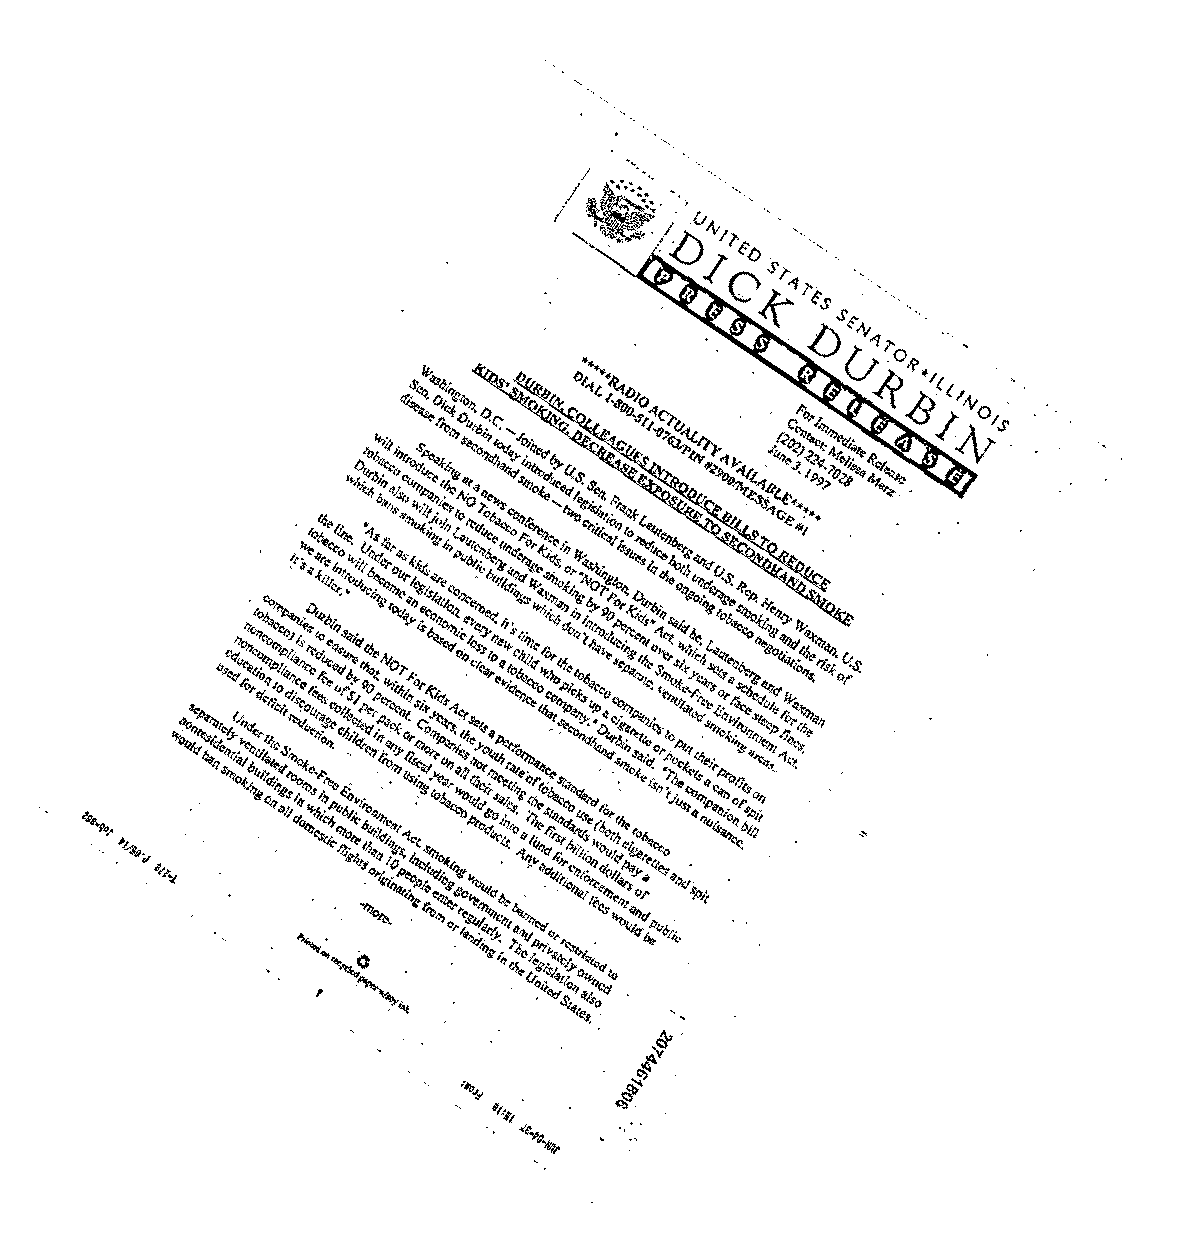 UNITED STATES SENATOR•ILLINOIS
DICK DURBIN
PRESS RELEASE
For Immediate Release
Contact: Melissa Merz
(202) 224-7028
June 3, 1997
*****RADIO ACTUALITY AVAILABLE*****
DIAL 1-800-511-0763/PIN #2900/MESSAGE #1
DURBIN, COLLEAGUES INTRODUCE BILLS TO REDUCE
KIDS' SMOKING, DECREASE EXPOSURE TO SECONDHAND SMOKE
Washington, D.C. — Joined by U.S. Sen. Frank Lautenberg and U.S. Rep. Henry Waxman, U.S.
Sen. Dick Durbin today introduced legislation to reduce both underage smoking and the risk of
disease from secondhand smoke — two critical issues in the ongoing tobacco negotiations.
Speaking at a news conference in Washington, Durbin said he, Lautenberg and Waxman
will introduce the NO Tobacco For Kids, or "NOT For Kids" Act, which sets a schedule for the
tobacco companies to reduce underage smoking by 90 percent over six years or face steep fines.
Durbin also will join Lautenberg and Waxman in introducing the Smoke-Free Environment Act,
which bans smoking in public buildings which don't have separate, ventilated smoking areas.
"As far as kids are concerned, it's time for the tobacco companies to put their profits on
the line. Under our legislation, every new child who picks up a cigarette or pockets a can of spit
tobacco will become an economic loss to a tobacco company," Durbin said. "The companion bill
we are introducing today is based on clear evidence that secondhand smoke isn't just a nuisance.
It's a killer."
Durbin said the NOT For Kids Act sets a performance standard for the tobacco
companies to ensure that, within six years, the youth rate of tobacco use (both cigarettes and spit
tobacco) is reduced by 90 percent. Companies not meeting the standards would pay a
noncompliance fee of $1 per pack or more on all their sales. The first billion dollars of
noncompliance fees collected in any fiscal year would go into a fund for enforcement and public
education to discourage children from using tobacco products. Any additional fees would be
used for deficit reduction.
Under the Smoke-Free Environment Act, smoking would be banned or restricted to
separately ventilated rooms in public buildings, including government and privately owned
nonresidential buildings in which more than 10 people enter regularly. The legislation also
would ban smoking on all domestic flights originating from or landing in the United States.
-more-
Printed on recycled paper w/soy ink
2074461806
JUN-04-97 15:18 From:
T-178 P.05/14 Job-852